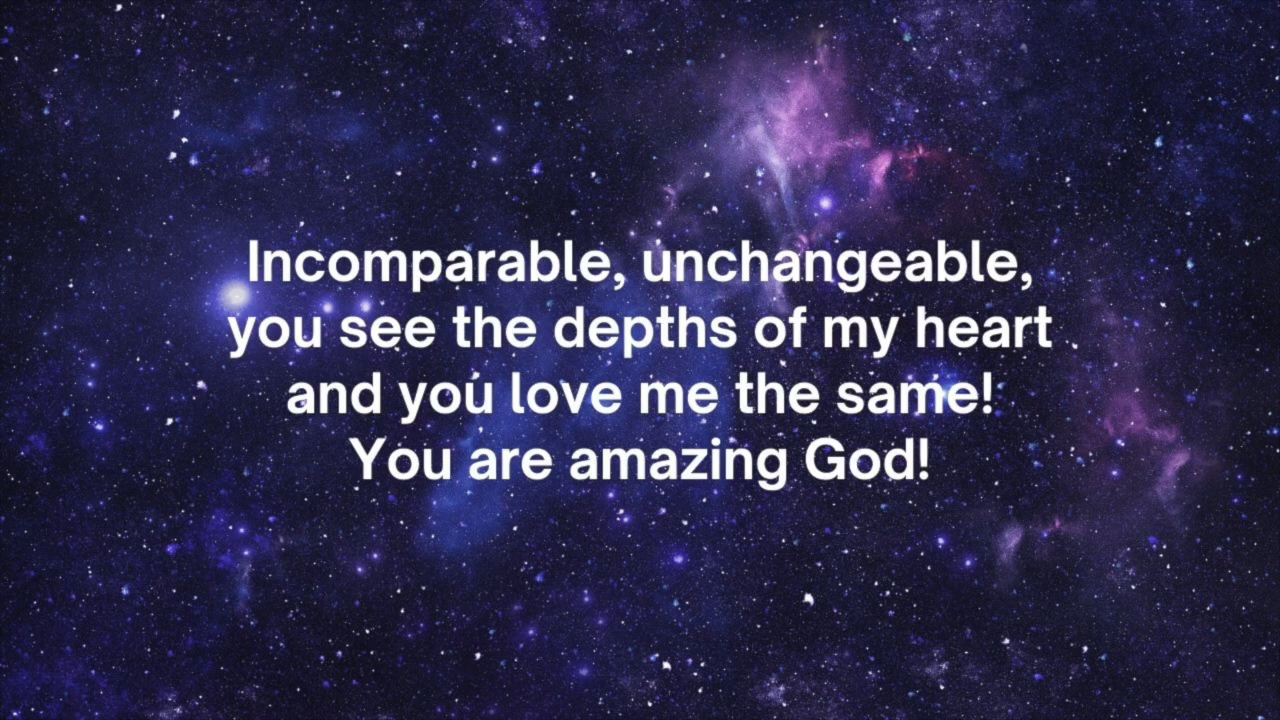 Incomparable, unchangeable,
you see the depths of my heart
and you love me the same!
You are amazing God!